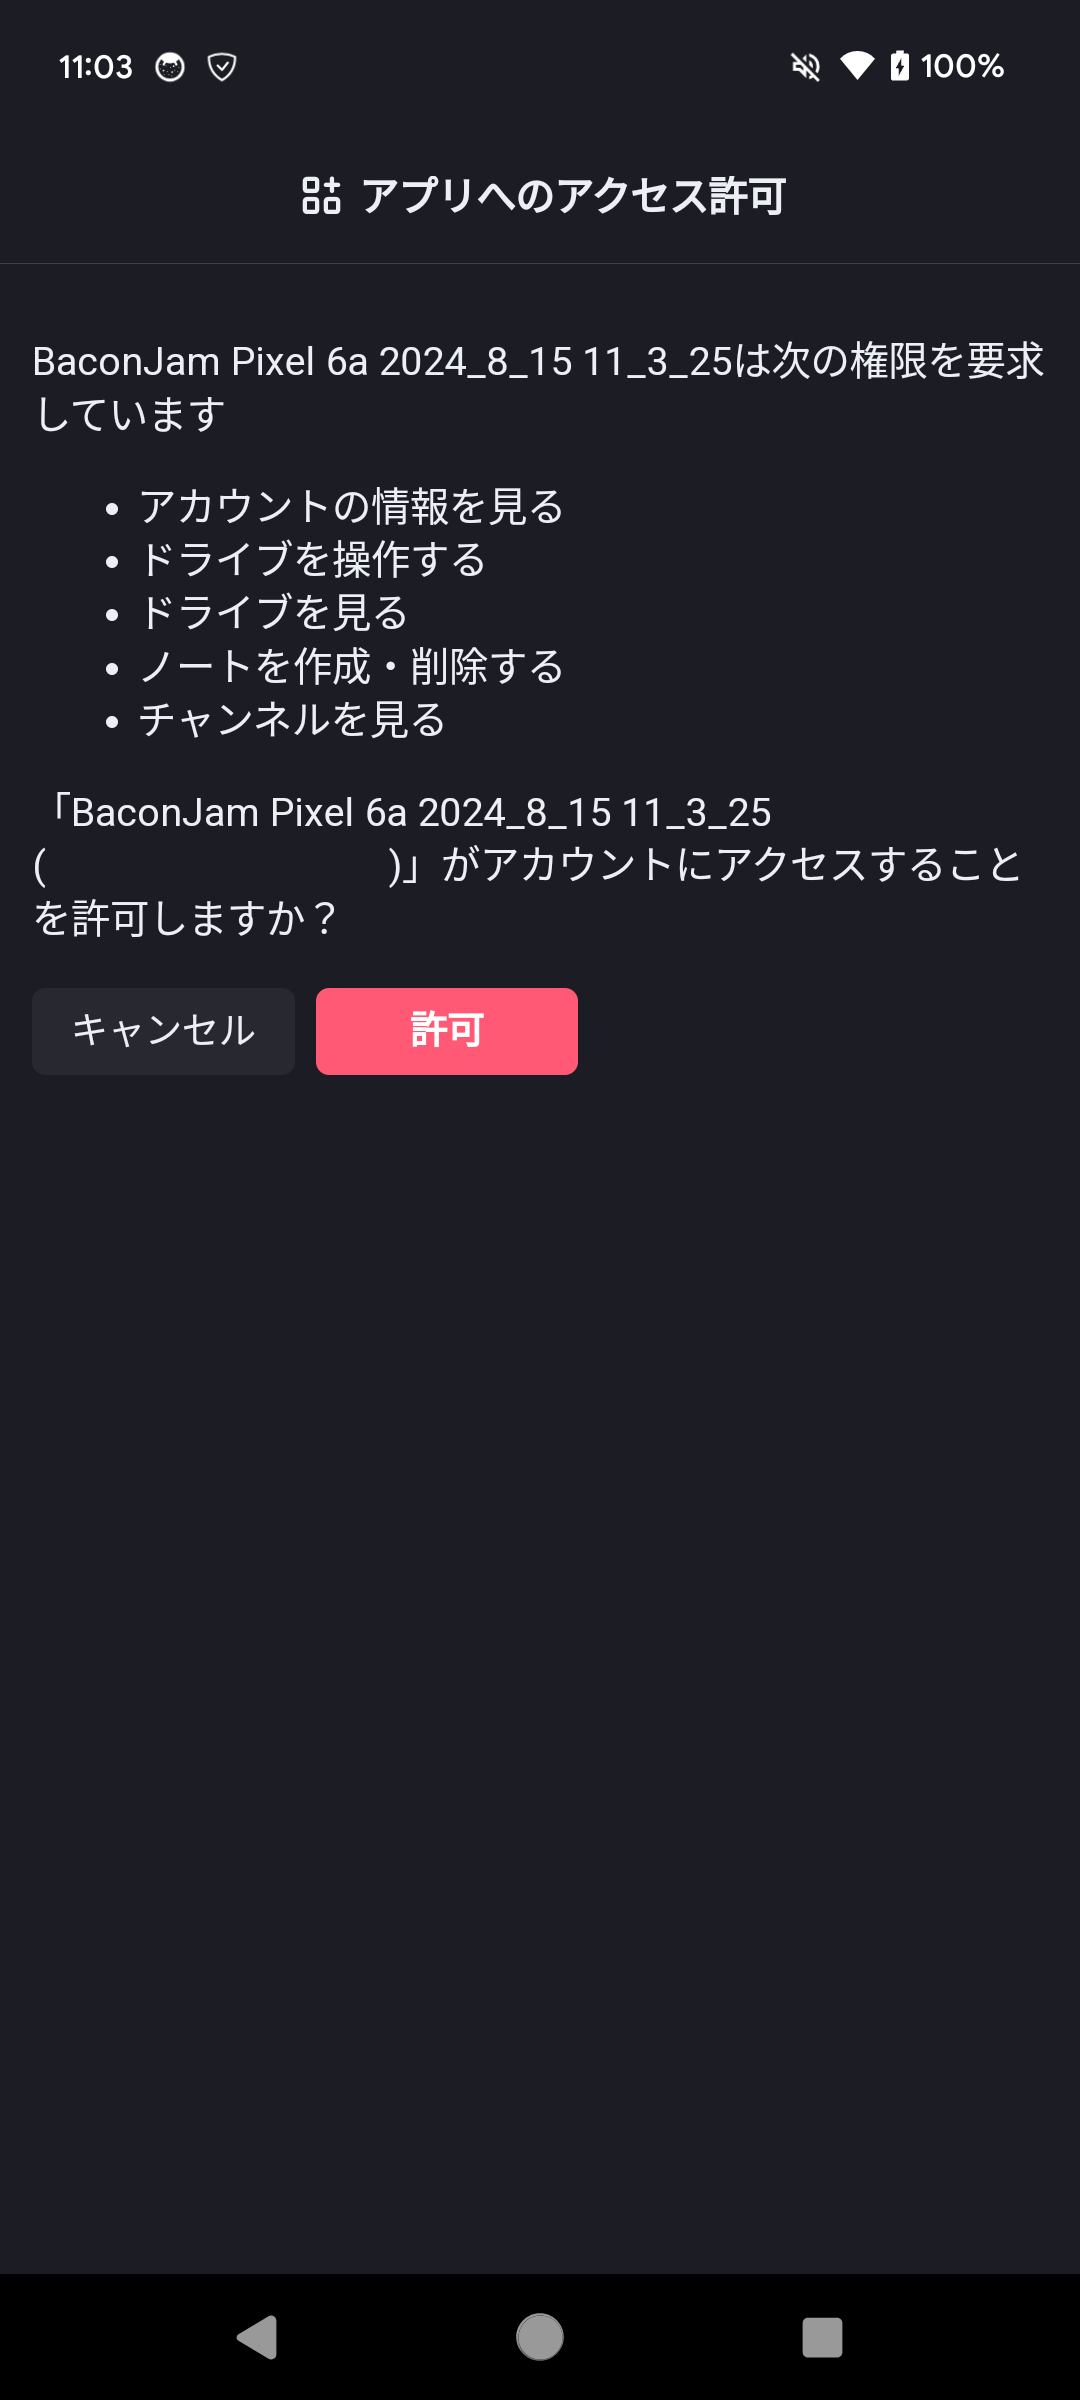 11:03
100%
アプリへのアクセス許可
BaconJam Pixel 6a 2024_8_15 11_3_25は次の権限を要求
しています
• アカウントの情報を見る
• ドライブを操作する
• ドライブを見る
• ノートを作成・削除する
• チャンネルを見る
「BaconJam Pixel 6a 2024_8_15 11_3_25
( )」がアカウントにアクセスすること
を許可しますか？
キャンセル
許可